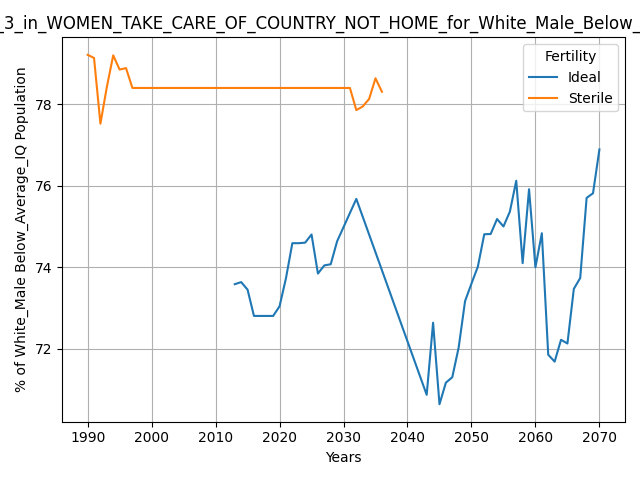 _3_in_WOMEN_TAKE_CARE_OF_COUNTRY_NOT_HOME_for_White_Male_Below_
% of White_Male Below_Average_IQ Population
78
76
74
72
Fertility
Ideal
Sterile
1990 2000 2010 2020 2030 2040 2050 2060 2070
Years